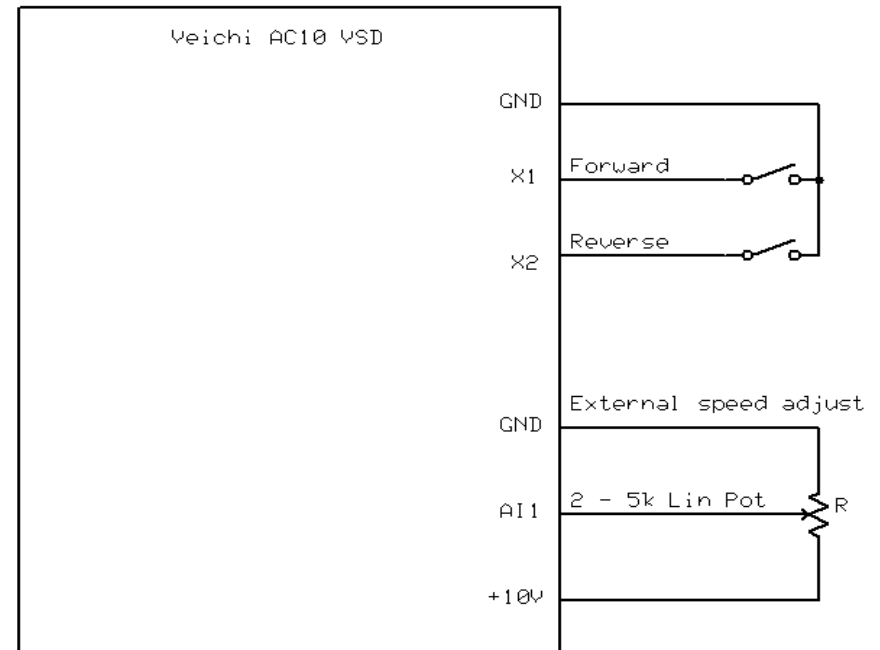 Veichi AC10 VSD
GND
X1 Forward
X2 Reverse
External speed adjust
GND
AI1 2 - 5k Lin Pot R
+10V